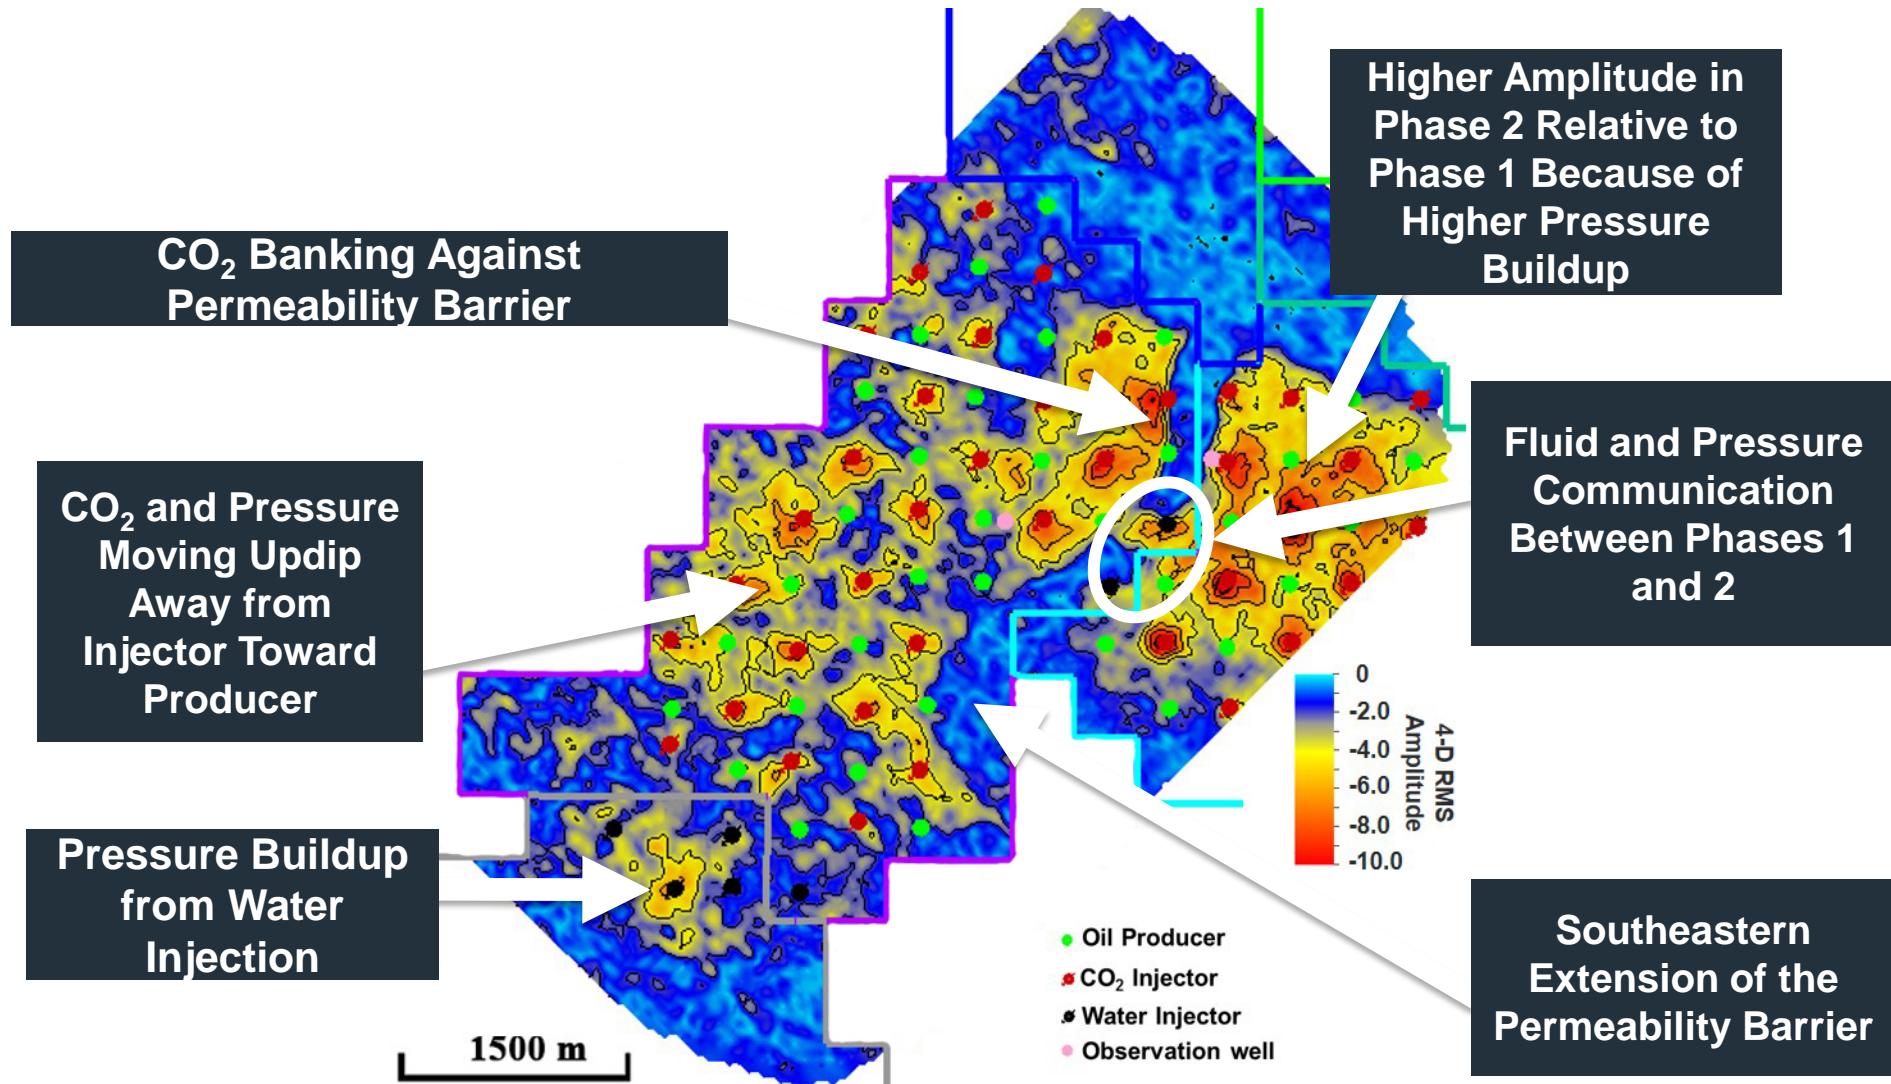 Higher Amplitude in
Phase 2 Relative to
Phase 1 Because of
Higher Pressure
Buildup
CO₂ Banking Against
Permeability Barrier
Fluid and Pressure
Communication
Between Phases 1
and 2
CO₂ and Pressure
Moving Updip
Away from
Injector Toward
Producer
0
-2.0
-4.0
-6.0
-8.0
-10.0
4-D RMS
Amplitude
Pressure Buildup
from Water
Injection
Southeastern
Extension of the
Permeability Barrier
Oil Producer
CO₂ Injector
Water Injector
Observation well
1500 m